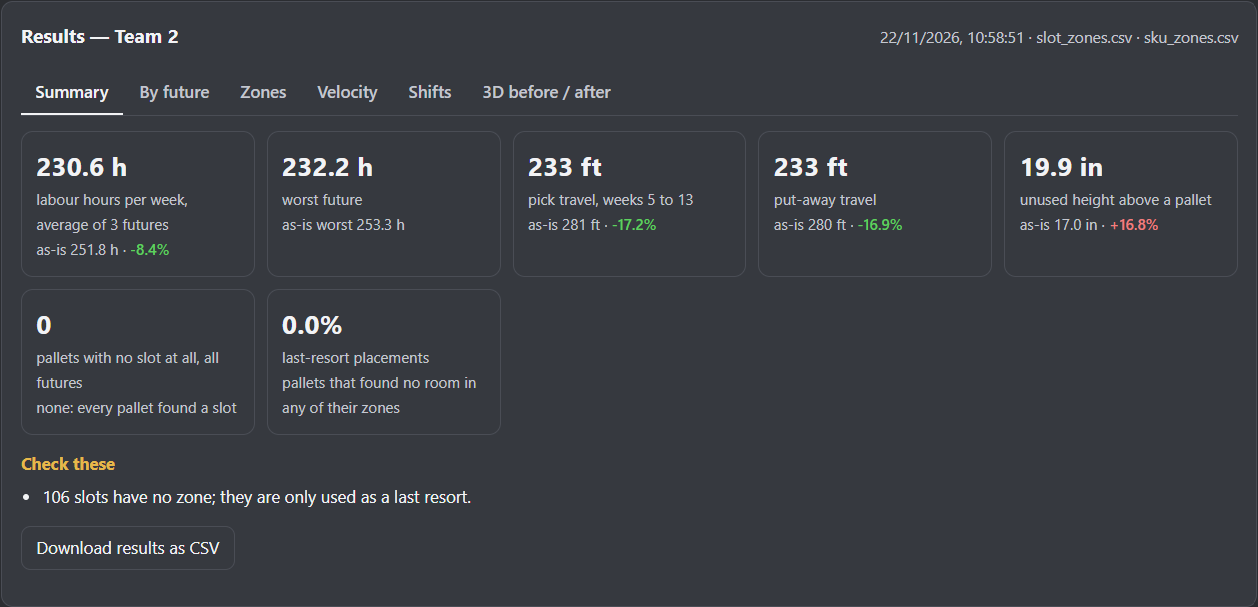 Results — Team 2
22/11/2026, 10:58:51 · slot_zones.csv · sku_zones.csv
Summary
By future
Zones
Velocity
Shifts
3D before / after
230.6 h
labour hours per week,
average of 3 futures
as-is 251.8 h · -8.4%
232.2 h
worst future
as-is worst 253.3 h
233 ft
pick travel, weeks 5 to 13
as-is 281 ft · -17.2%
233 ft
put-away travel
as-is 280 ft · -16.9%
19.9 in
unused height above a pallet
as-is 17.0 in · +16.8%
0
pallets with no slot at all, all
futures
none: every pallet found a slot
0.0%
last-resort placements
pallets that found no room in
any of their zones
Check these
• 106 slots have no zone; they are only used as a last resort.
Download results as CSV